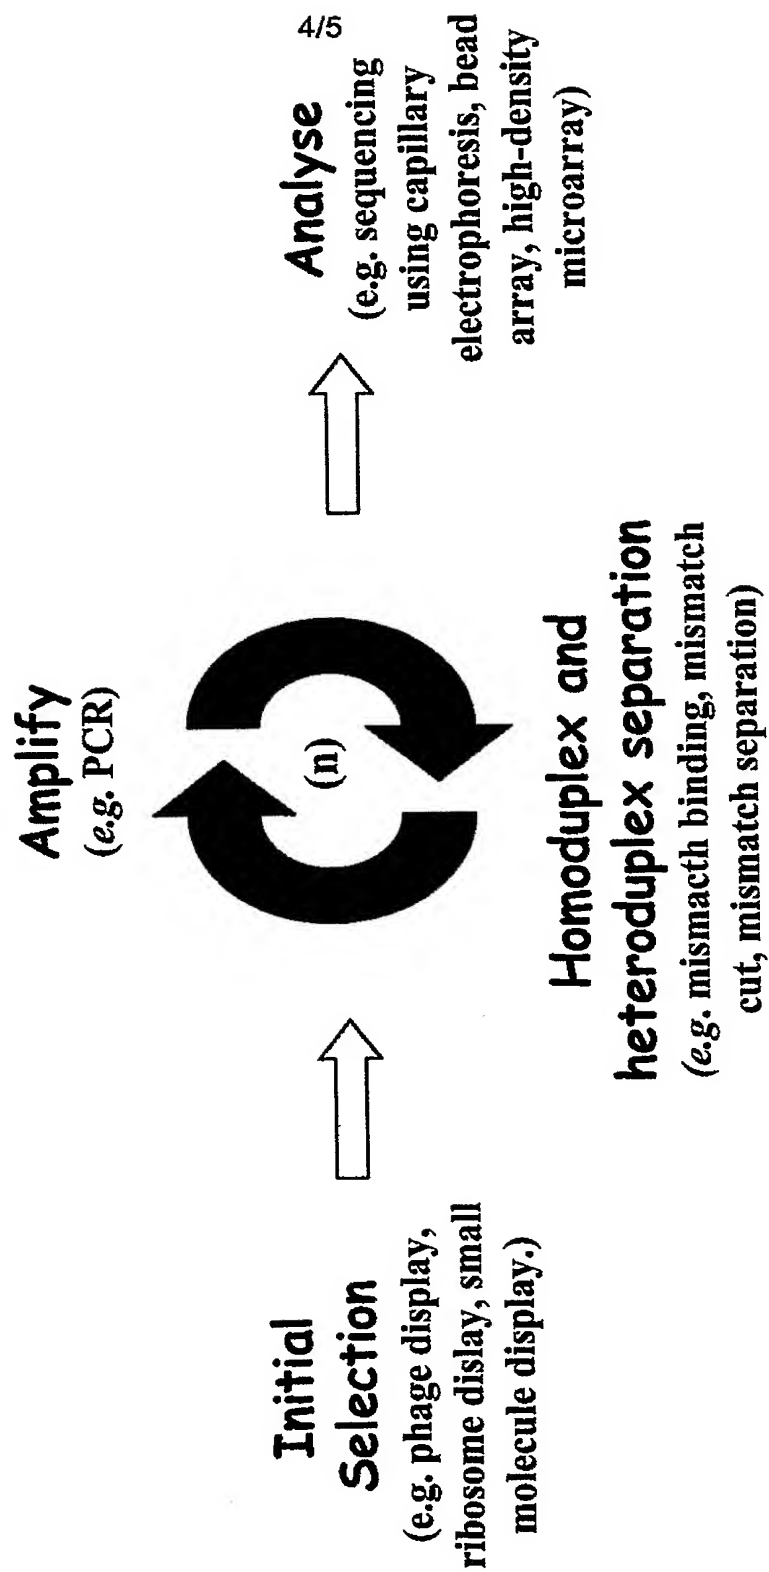 4/5
Initial
Selection
(e.g. phage display,
ribosome dislay, small
molecule display.)
Amplify
(e.g. PCR)
(n)
Homoduplex and
heteroduplex separation
(e.g. mismacth binding, mismatch
cut, mismatch separation)
Analyse
(e.g. sequencing
using capillary
electrophoresis, bead
array, high-density
microarray)